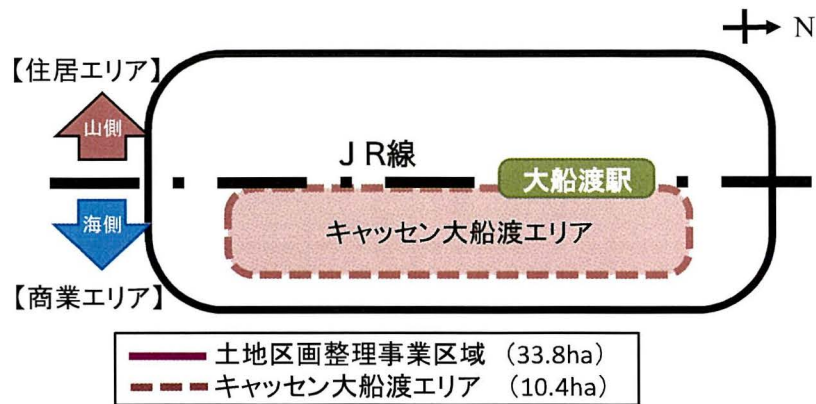 N
【住居エリア】
山側
JR線
大船渡駅
海側
キャッセン大船渡エリア
【商業エリア】
土地区画整理事業区域 (33.8ha)
キャッセン大船渡エリア (10.4ha)